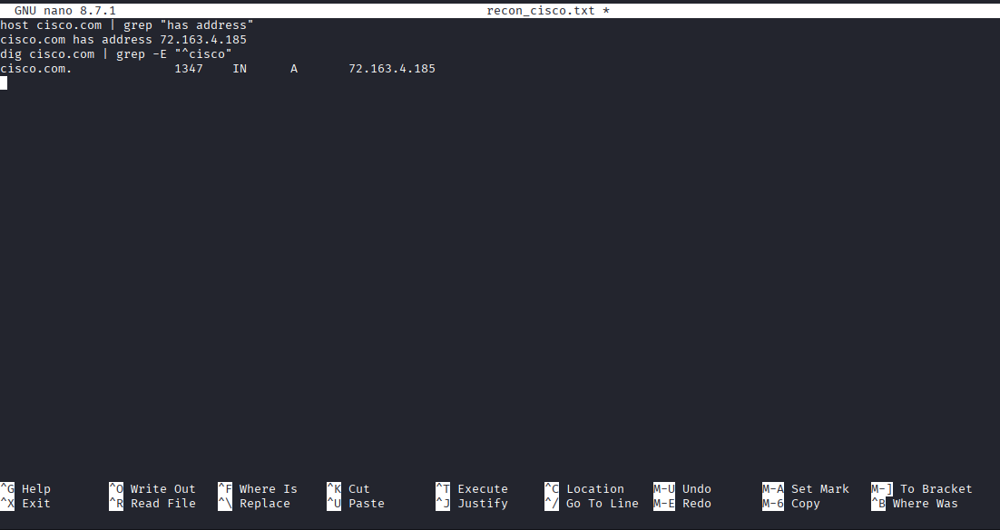 GNU nano 8.7.1 recon_cisco.txt *
host cisco.com | grep "has address"
cisco.com has address 72.163.4.185
dig cisco.com | grep -E "^cisco"
cisco.com. 1347 IN A 72.163.4.185
^G Help ^O Write Out ^F Where Is ^K Cut ^T Execute ^C Location M-U Undo M-A Set Mark M-] To Bracket
^X Exit ^R Read File ^\ Replace ^U Paste ^J Justify ^/ Go To Line M-E Redo M-6 Copy ^B Where Was